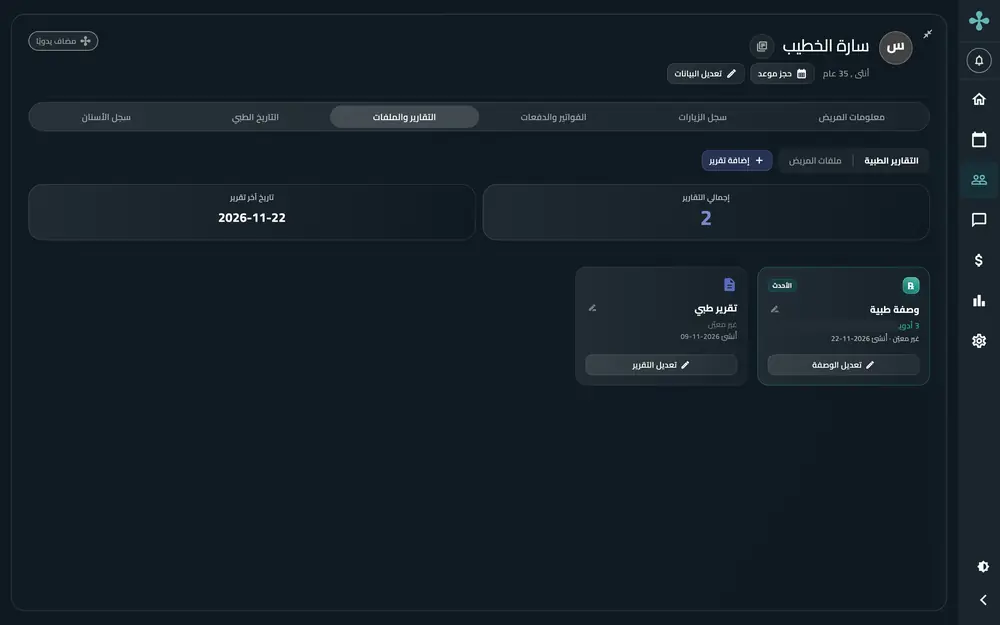 سارة الخطيب
س
أنثى , 35 عام
حجز موعد
تعديل البيانات
مضاف يدويًا
معلومات المريض
سجل الزيارات
الفواتير والدفعات
التقارير والملفات
التاريخ الطبي
سجل الأسنان
التقارير الطبية
ملفات المريض
إضافة تقرير
إجمالي التقارير
2
تاريخ آخر تقرير
2026-11-22
الأحدث
وصفة طبية
3 أدوية
غير معيّن · أنشئ 2026-11-22
تعديل الوصفة
تقرير طبي
غير معيّن
أنشئ 2026-11-09
تعديل التقرير